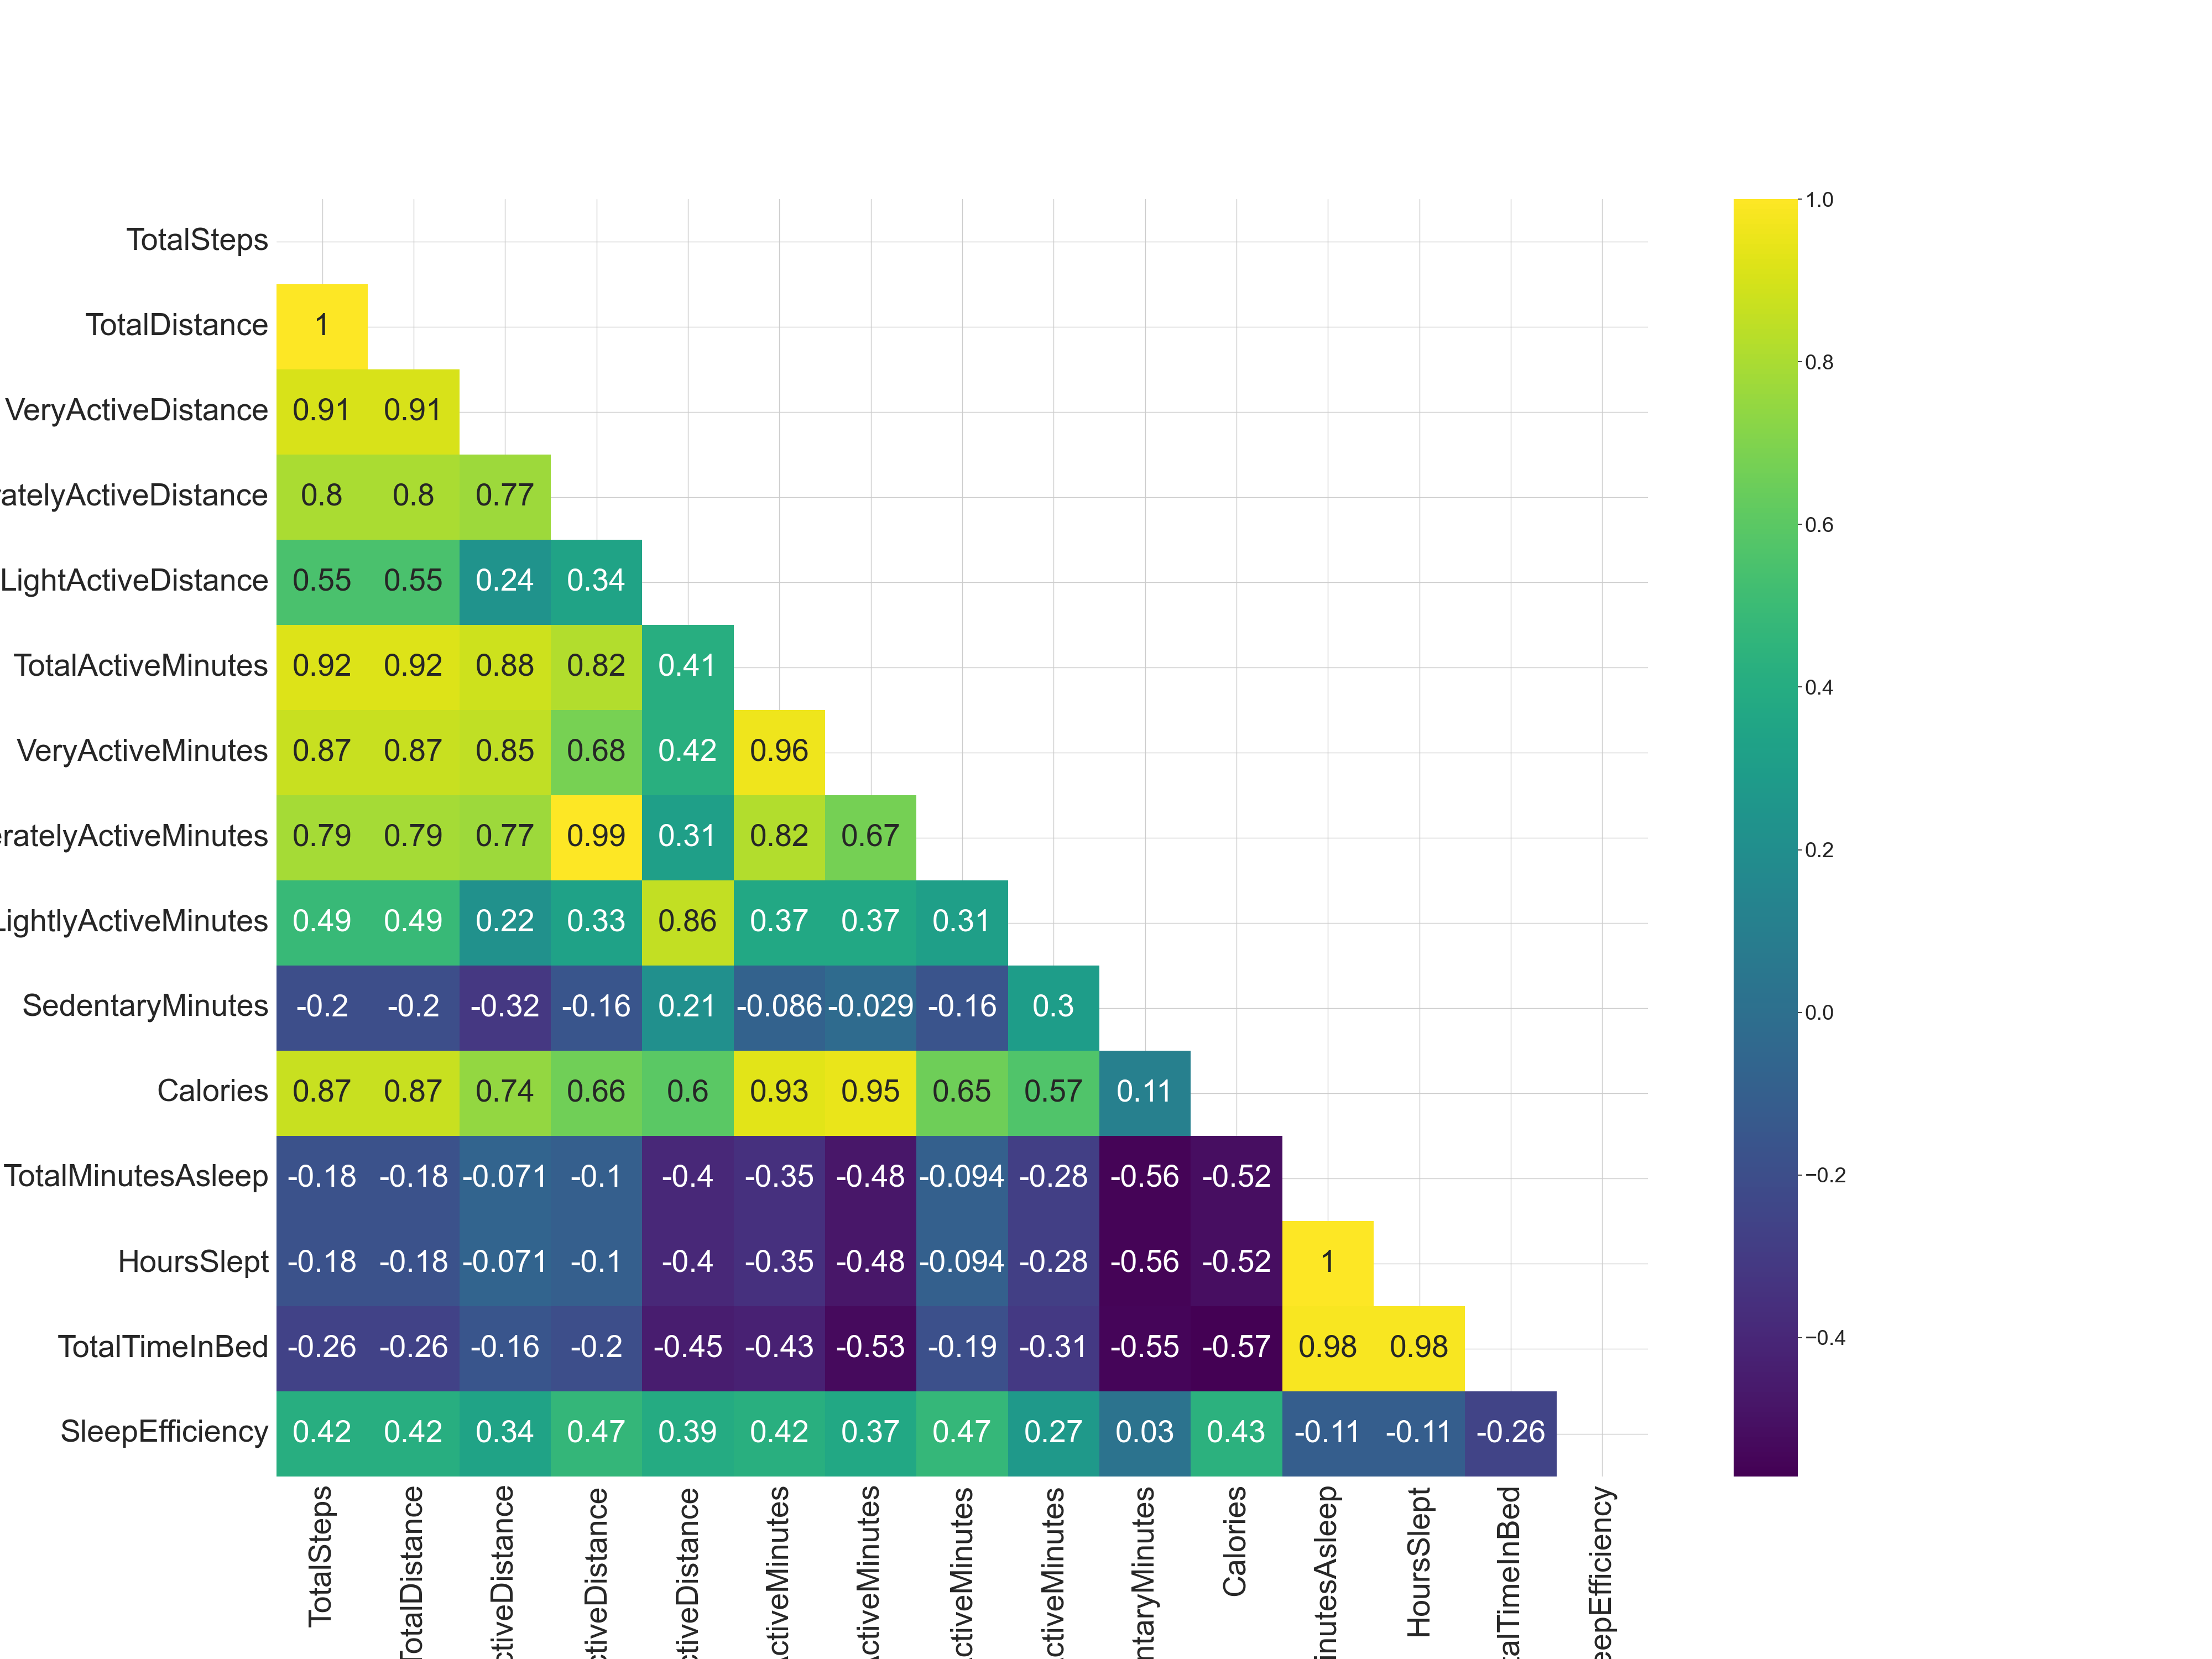 TotalSteps
TotalDistance 1
VeryActiveDistance 0.91 0.91
ratelyActiveDistance 0.8 0.8 0.77
LightActiveDistance 0.55 0.55 0.24 0.34
TotalActiveMinutes 0.92 0.92 0.88 0.82 0.41
VeryActiveMinutes 0.87 0.87 0.85 0.68 0.42 0.96
eratelyActiveMinutes 0.79 0.79 0.77 0.99 0.31 0.82 0.67
LightlyActiveMinutes 0.49 0.49 0.22 0.33 0.86 0.37 0.37 0.31
SedentaryMinutes -0.2 -0.2 -0.32 -0.16 0.21 -0.086 -0.029 -0.16 0.3
Calories 0.87 0.87 0.74 0.66 0.6 0.93 0.95 0.65 0.57 0.11
TotalMinutesAsleep -0.18 -0.18 -0.071 -0.1 -0.4 -0.35 -0.48 -0.094 -0.28 -0.56 -0.52
HoursSlept -0.18 -0.18 -0.071 -0.1 -0.4 -0.35 -0.48 -0.094 -0.28 -0.56 -0.52 1
TotalTimeInBed -0.26 -0.26 -0.16 -0.2 -0.45 -0.43 -0.53 -0.19 -0.31 -0.55 -0.57 0.98 0.98
SleepEfficiency 0.42 0.42 0.34 0.47 0.39 0.42 0.37 0.47 0.27 0.03 0.43 -0.11 -0.11 -0.26
TotalSteps
TotalDistance
ctiveDistance
ctiveDistance
ctiveDistance
ActiveMinutes
ActiveMinutes
ActiveMinutes
ActiveMinutes
ntaryMinutes
Calories
inutesAsleep
HoursSlept
talTimeInBed
eepEfficiency
1.0
0.8
0.6
0.4
0.2
0.0
−0.2
−0.4